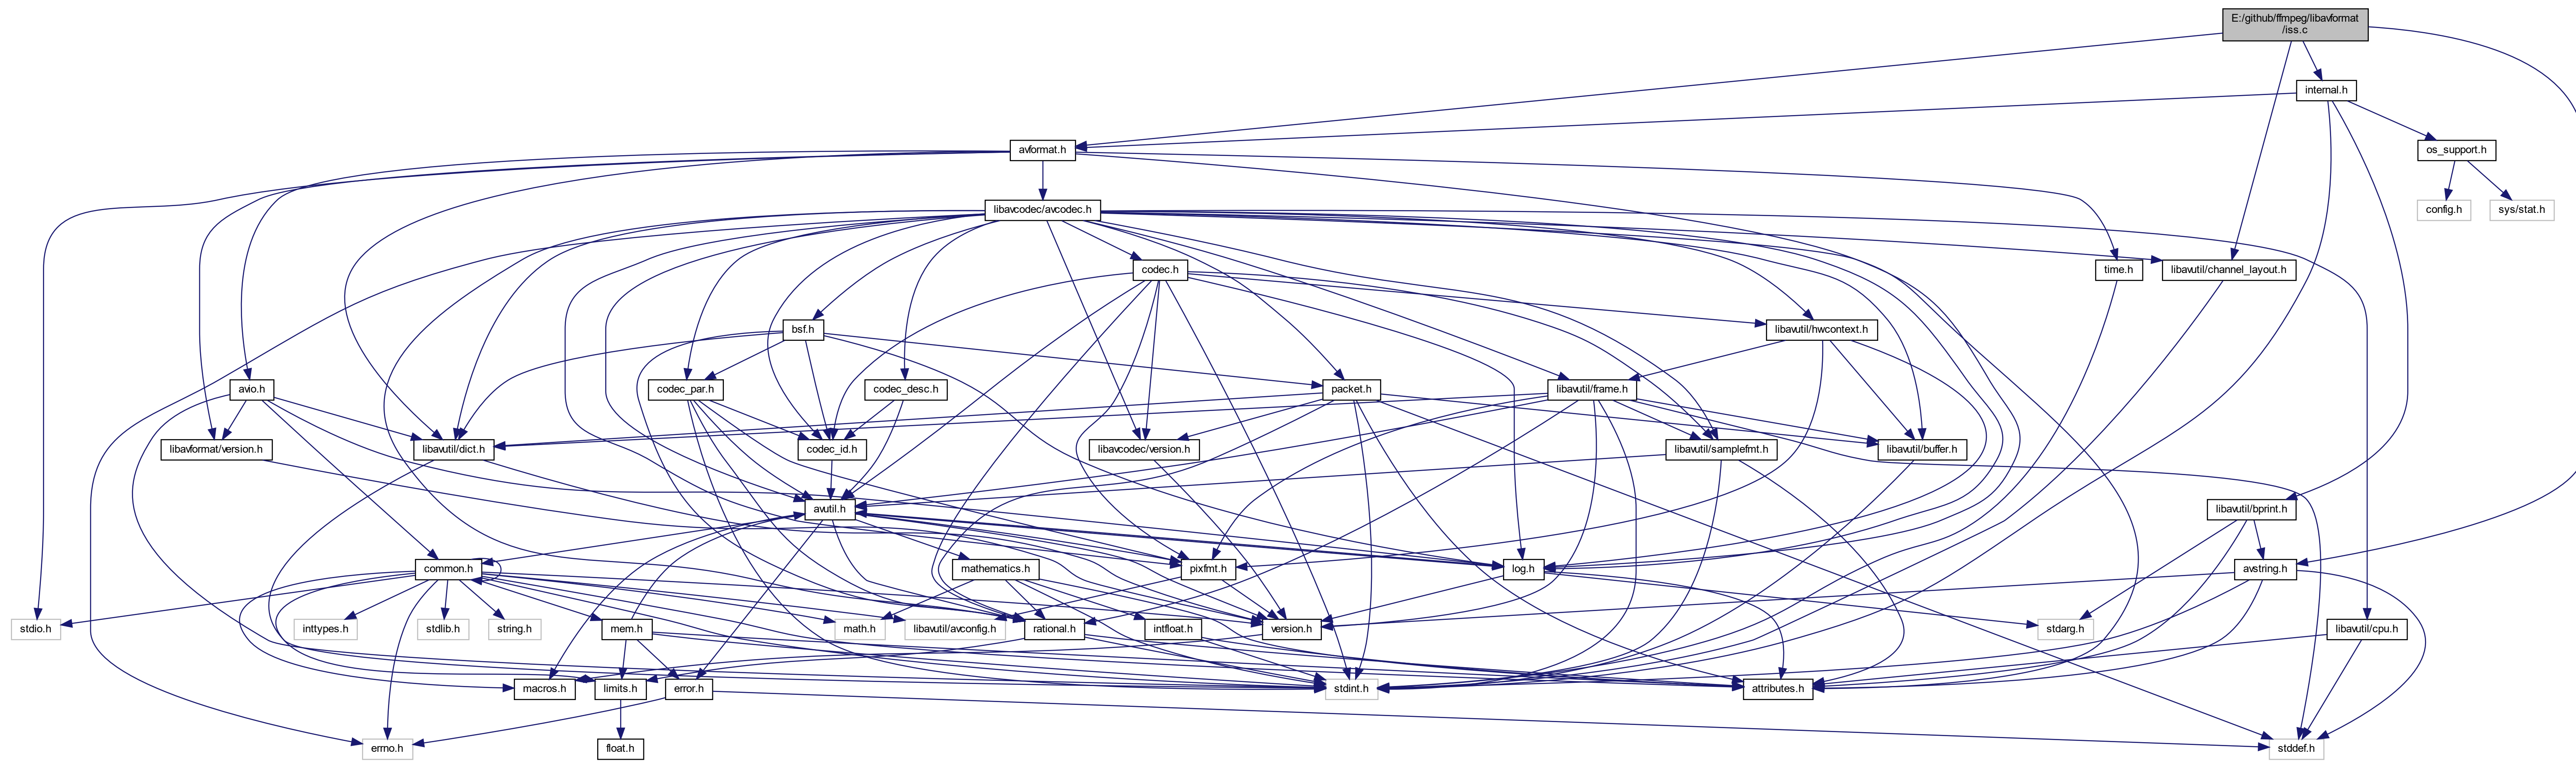 E:/github/ffmpeg/libavformat
/iss.c
internal.h
avformat.h
os_support.h
libavcodec/avcodec.h
config.h
sys/stat.h
codec.h
time.h
libavutil/channel_layout.h
bsf.h
libavutil/hwcontext.h
avio.h
codec_par.h
codec_desc.h
packet.h
libavutil/frame.h
libavformat/version.h
libavutil/dict.h
codec_id.h
libavcodec/version.h
libavutil/samplefmt.h
libavutil/buffer.h
avutil.h
libavutil/bprint.h
common.h
mathematics.h
pixfmt.h
log.h
avstring.h
stdio.h
inttypes.h
stdlib.h
string.h
mem.h
math.h
libavutil/avconfig.h
rational.h
intfloat.h
version.h
stdarg.h
libavutil/cpu.h
macros.h
limits.h
error.h
stdint.h
attributes.h
errno.h
float.h
stddef.h